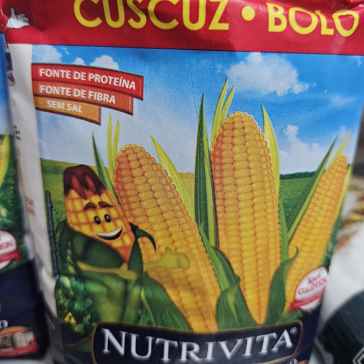 CUSCUZ • BOLO
FONTE DE PROTEÍNA
FONTE DE FIBRA
SEM SAL
NUTRIVITA®